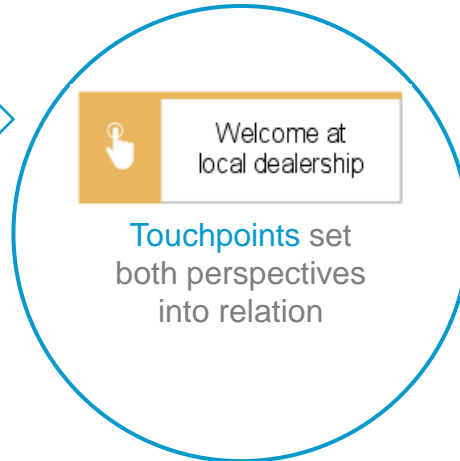 Welcome at
local dealership
Touchpoints set
both perspectives
into relation